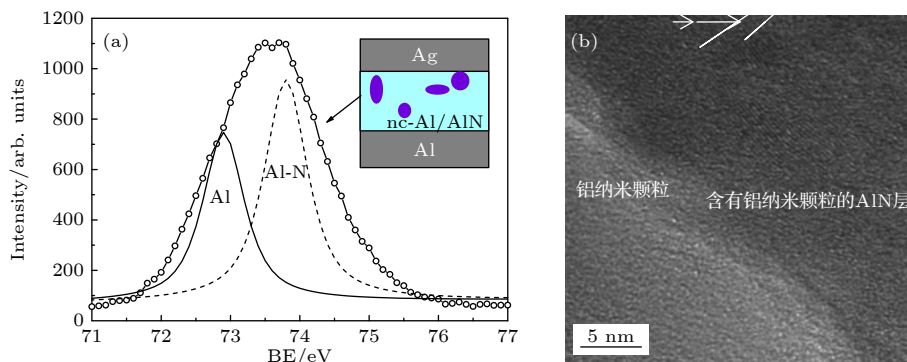 (a)
Intensity/arb. units
1200
1000
800
600
400
200
0
71
72
73
74
75
76
77
BE/eV
Al
Al-N
Ag
nc-Al/AlN
Al
(b)
铝纳米颗粒
含有铝纳米颗粒的AlN层
5 nm